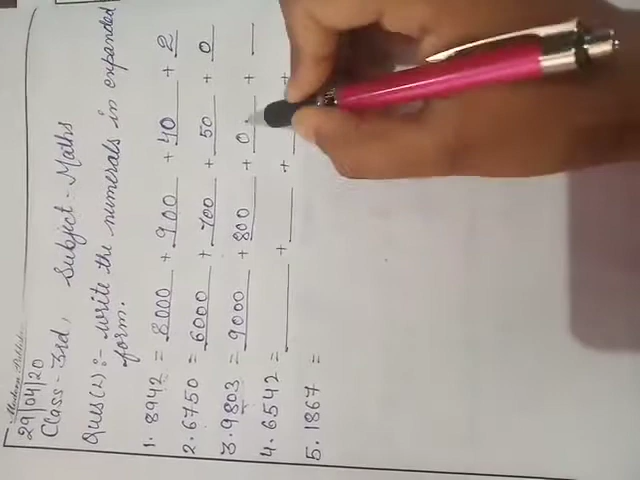 29/04/20
Class - 3rd, Subject - Maths
Ques(2):- write the numerals in expanded
form.
1. 8942 = 8000 + 900 + 40 + 2
2. 6750 = 6000 + 700 + 50 + 0
3. 9803 = 9000 + 800 + 0 +
4. 6542 = + + +
5. 1867 =